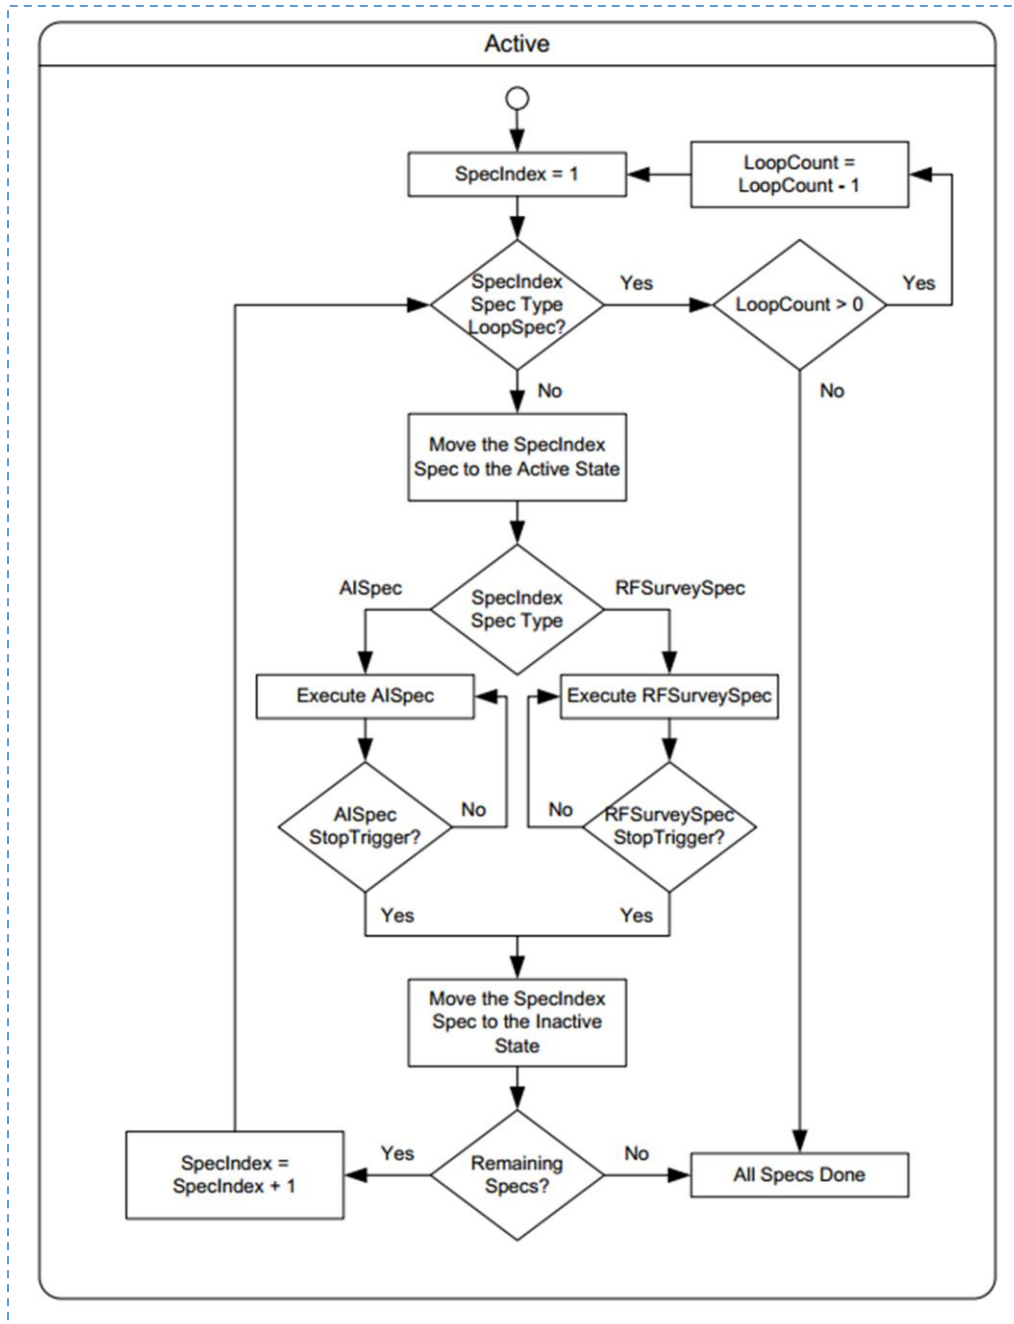 Active
SpecIndex = 1
LoopCount =
LoopCount - 1
SpecIndex
Spec Type
LoopSpec?
Yes
LoopCount > 0
Yes
No
No
Move the SpecIndex
Spec to the Active State
AISpec
SpecIndex
Spec Type
RFSurveySpec
Execute AISpec
Execute RFSurveySpec
AISpec
StopTrigger?
No
No
RFSurveySpec
StopTrigger?
Yes
Yes
Move the SpecIndex
Spec to the Inactive
State
SpecIndex =
SpecIndex + 1
Yes
Remaining
Specs?
No
All Specs Done